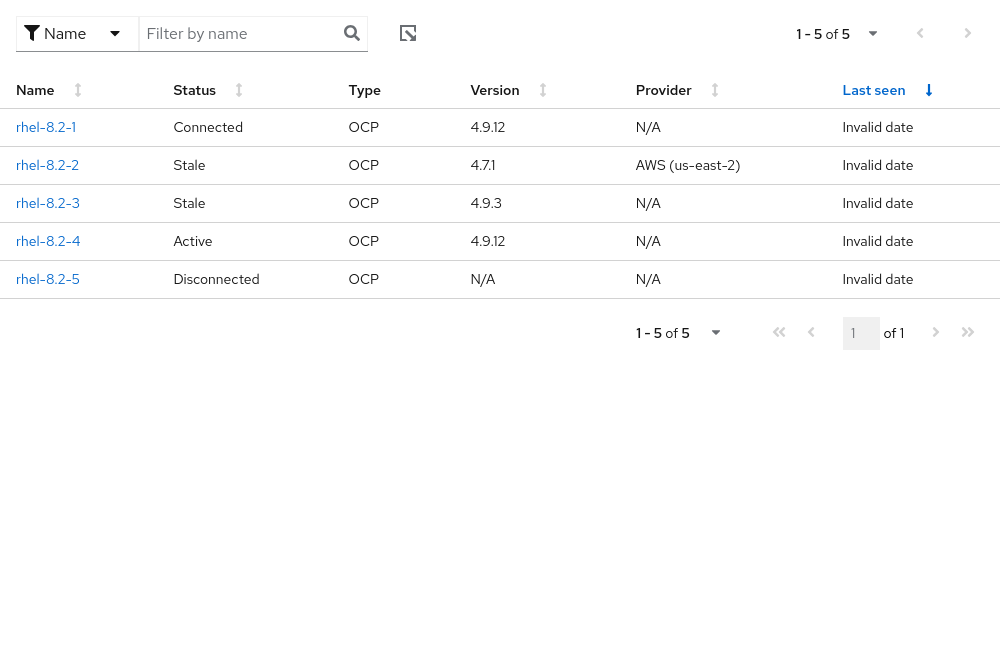 Name Filter by name 1 - 5 of 5
Name Status Type Version Provider Last seen
rhel-8.2-1 Connected OCP 4.9.12 N/A Invalid date
rhel-8.2-2 Stale OCP 4.7.1 AWS (us-east-2) Invalid date
rhel-8.2-3 Stale OCP 4.9.3 N/A Invalid date
rhel-8.2-4 Active OCP 4.9.12 N/A Invalid date
rhel-8.2-5 Disconnected OCP N/A N/A Invalid date
1 - 5 of 5 1 of 1